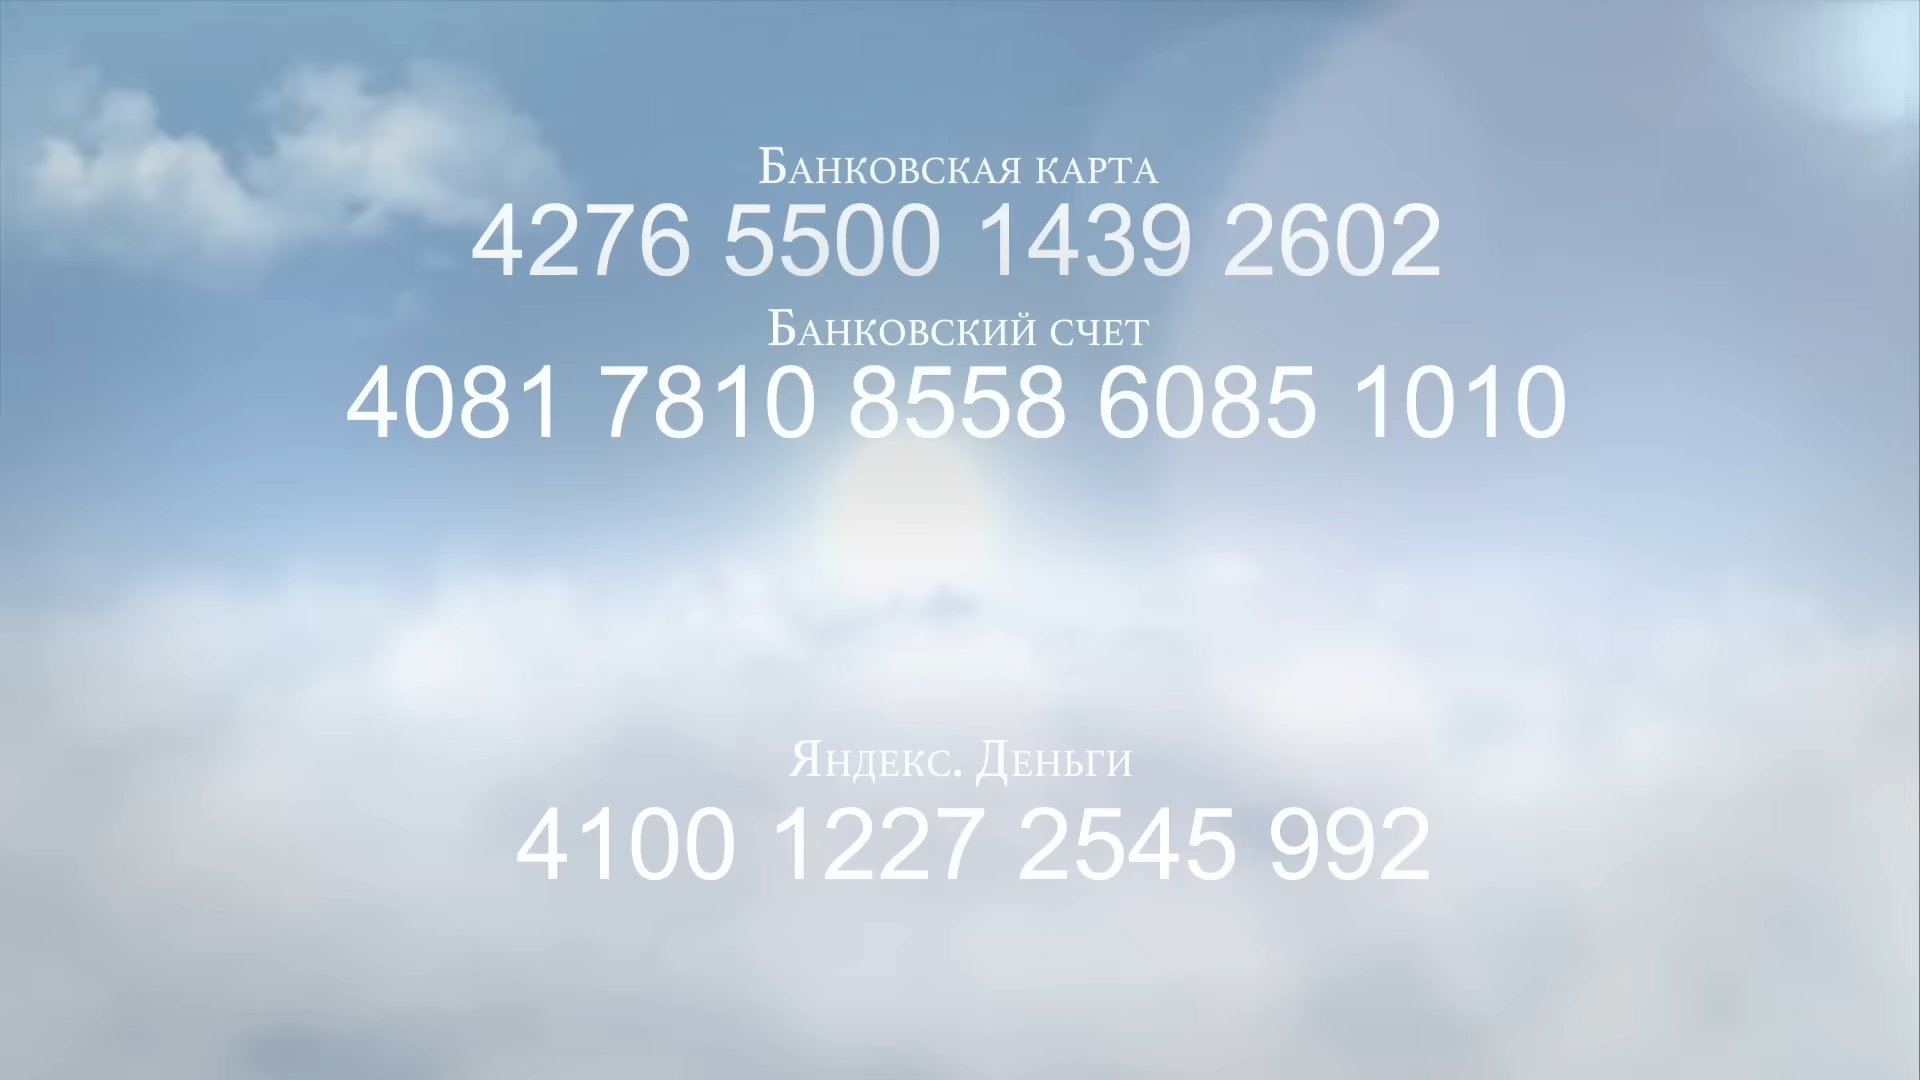 Банковская карта
4276 5500 1439 2602
Банковский счет
4081 7810 8558 6085 1010
Яндекс. Деньги
4100 1227 2545 992